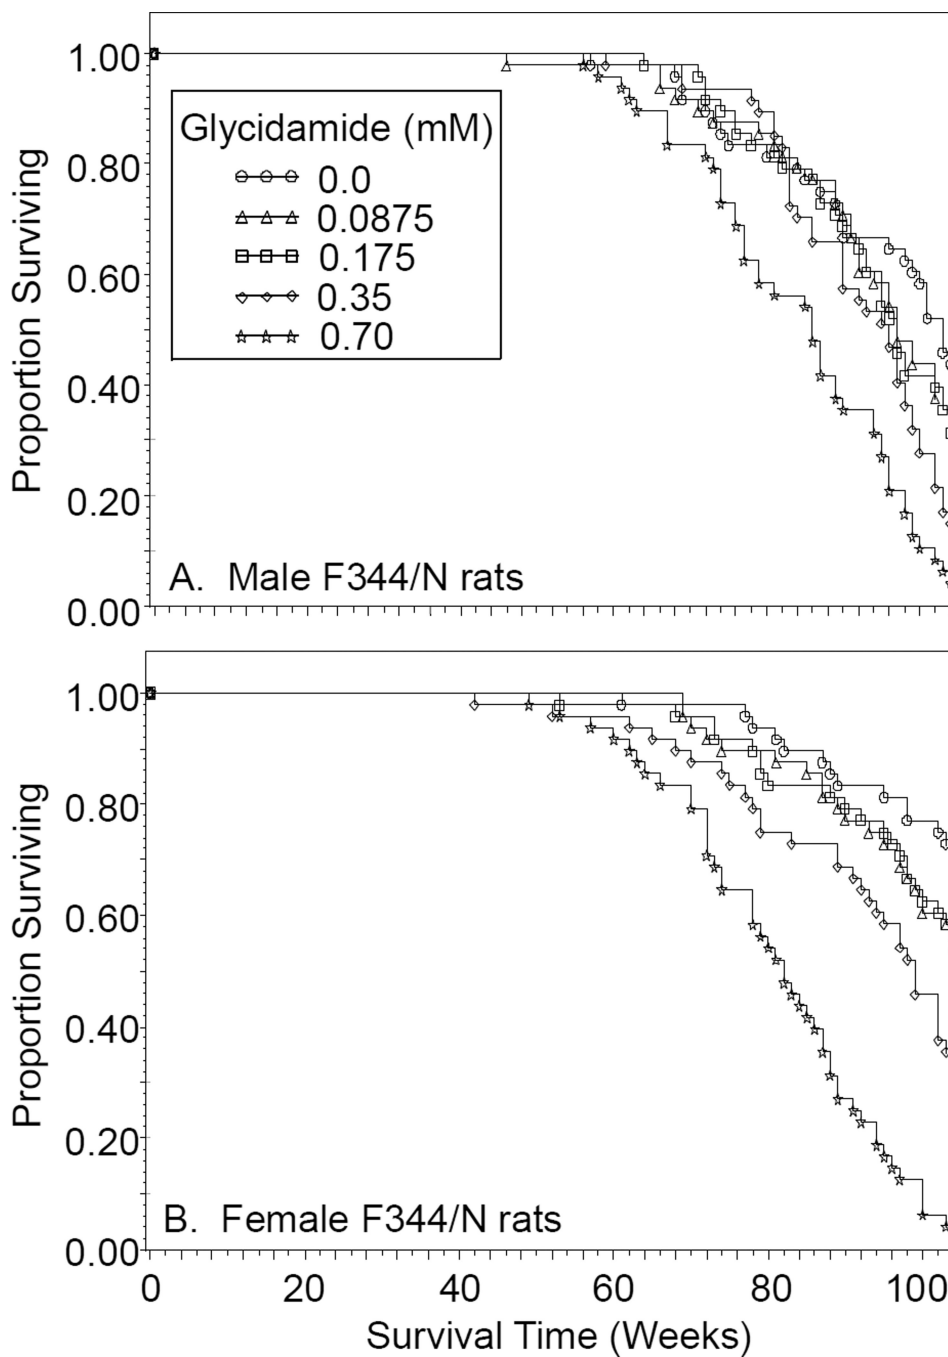 1.00
0.80
0.60
0.40
0.20
0.00
Proportion Surviving
Glycidamide (mM)
0.0
0.0875
0.175
0.35
0.70
A. Male F344/N rats
1.00
0.80
0.60
0.40
0.20
0.00
Proportion Surviving
B. Female F344/N rats
0 20 40 60 80 100
Survival Time (Weeks)